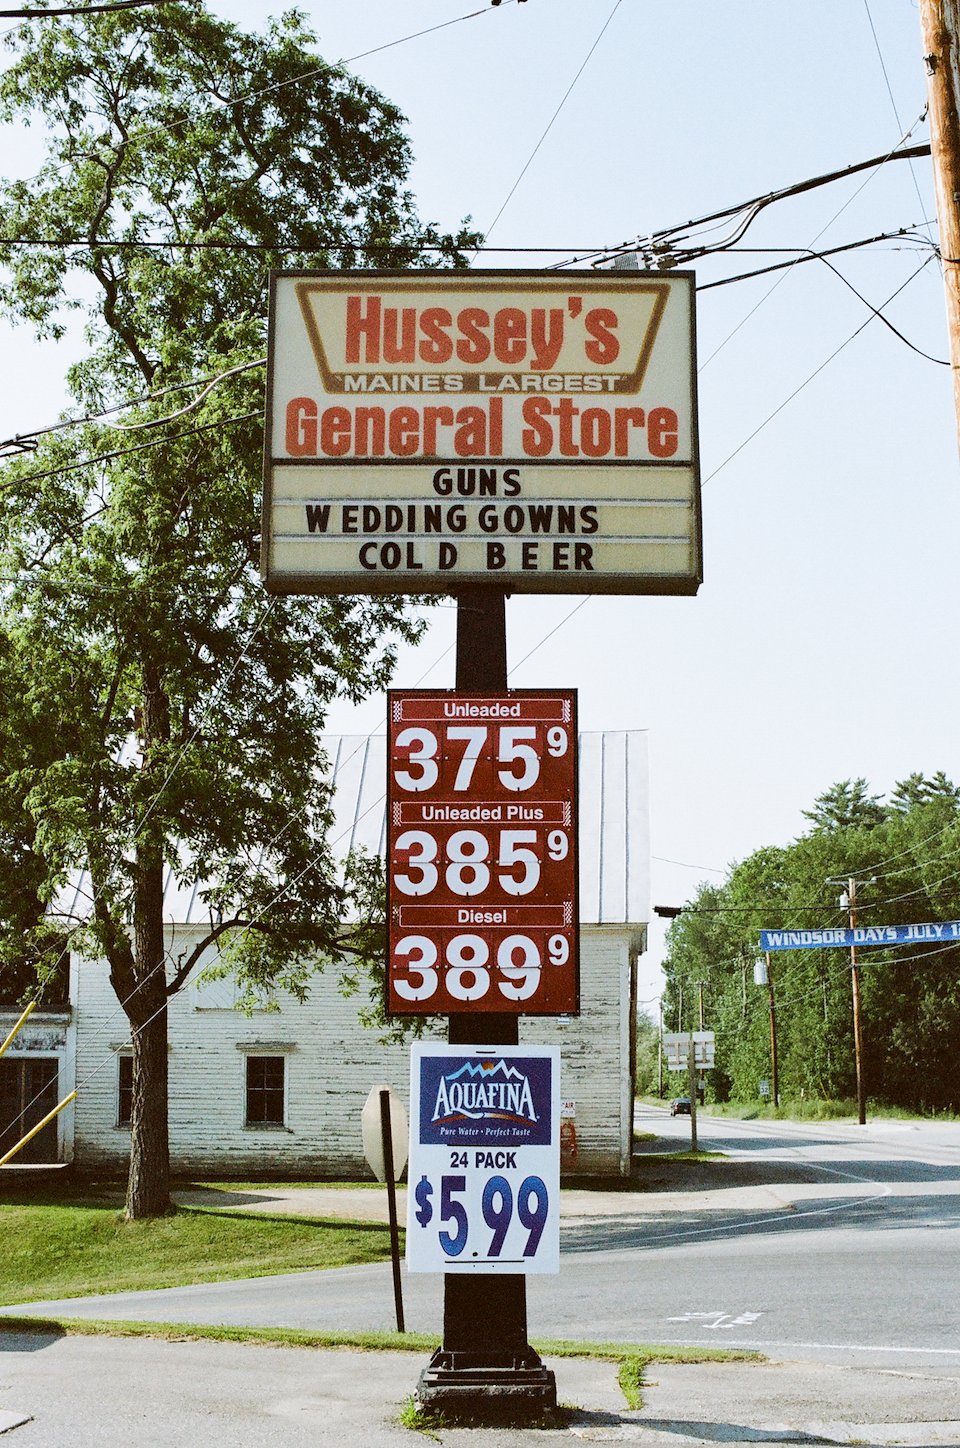 Hussey's
MAINE'S LARGEST
General Store
GUNS
WEDDING GOWNS
COLD BEER
Unleaded
375 9
Unleaded Plus
385 9
Diesel
389 9
WINDSOR DAYS JULY
AQUAFINA
Pure Water • Perfect Taste
24 PACK
$5.99
AIR